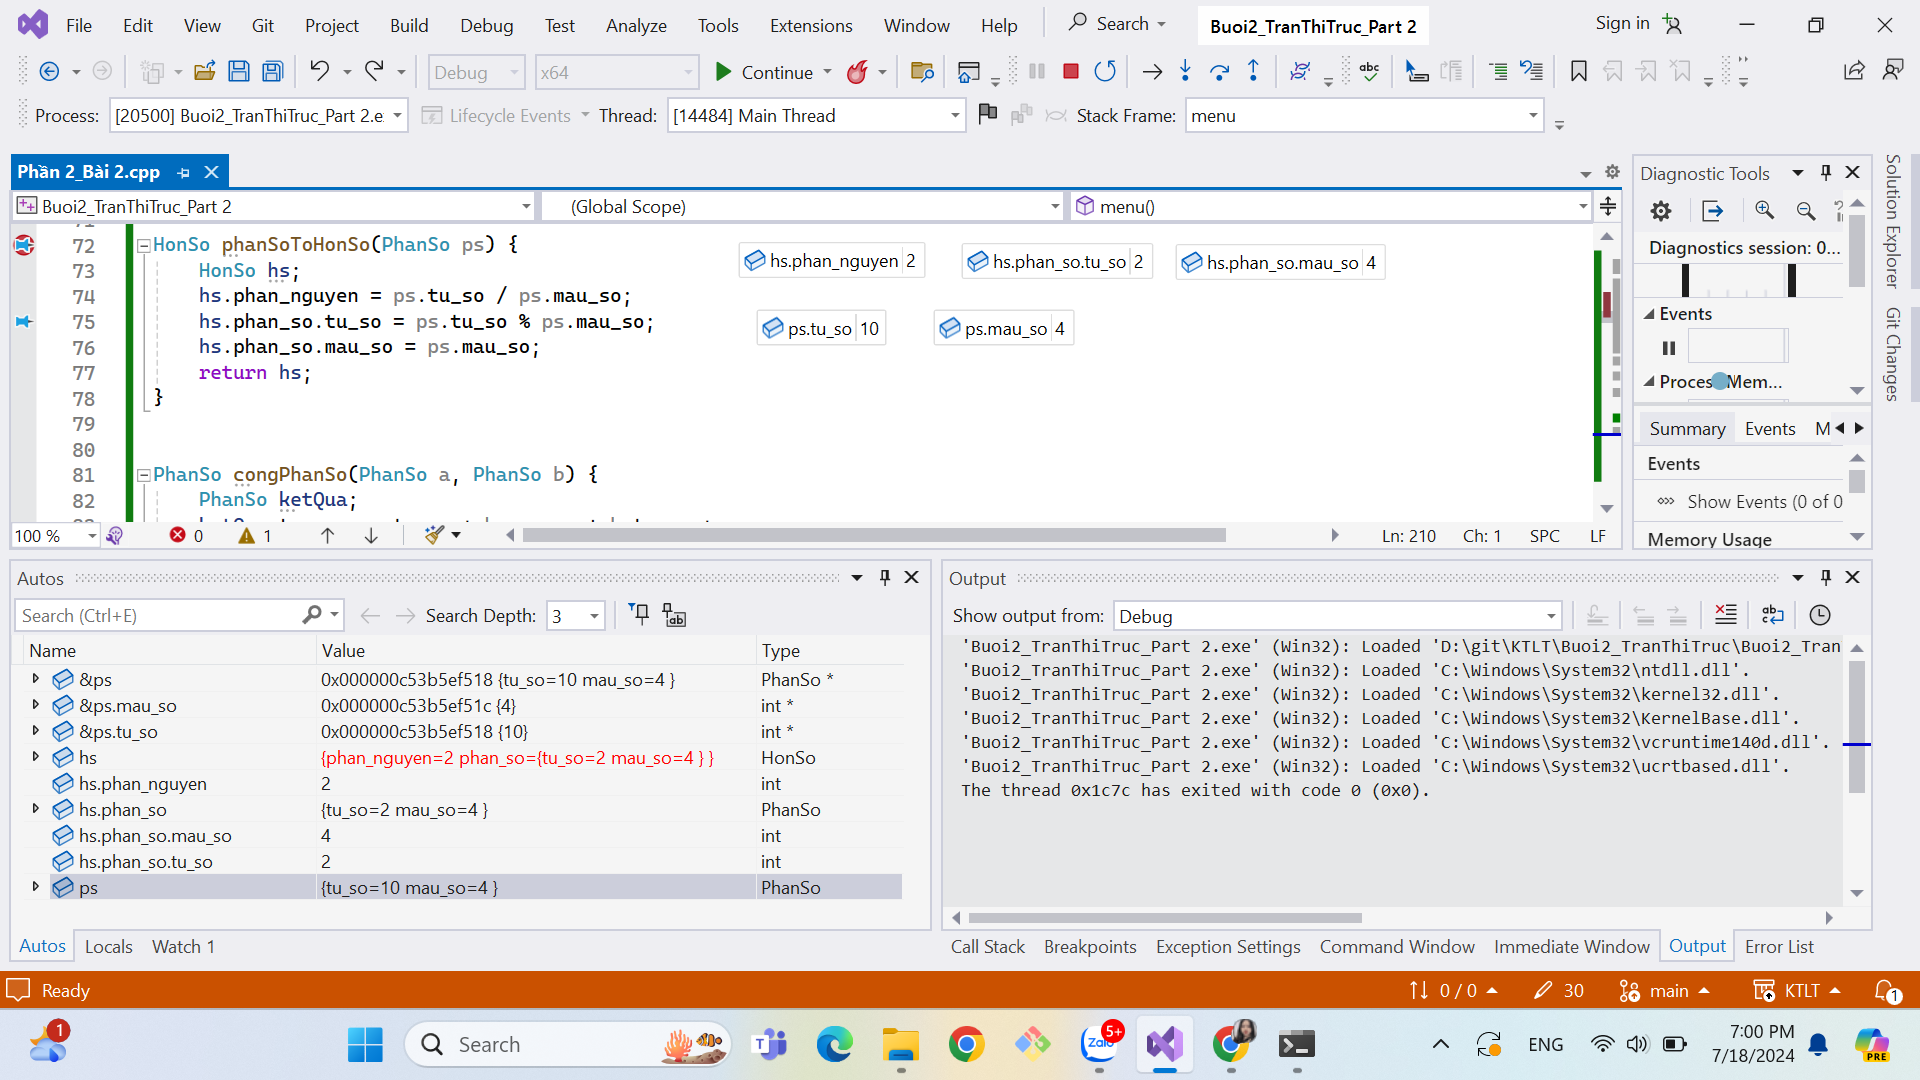 File Edit View Git Project Build Debug Test Analyze Tools Extensions Window Help Search Buoi2_TranThiTruc_Part 2 Sign in
Debug x64 Continue abc
Process: [20500] Buoi2_TranThiTruc_Part 2.e Lifecycle Events Thread: [14484] Main Thread Stack Frame: menu
Phần 2_Bài 2.cpp
Buoi2_TranThiTruc_Part 2 (Global Scope) menu()
72 HonSo phanSoToHonSo(PhanSo ps) {
73 HonSo hs;
74 hs.phan_nguyen = ps.tu_so / ps.mau_so;
75 hs.phan_so.tu_so = ps.tu_so % ps.mau_so;
76 hs.phan_so.mau_so = ps.mau_so;
77 return hs;
78 }
79
80
81 PhanSo congPhanSo(PhanSo a, PhanSo b) {
82 PhanSo ketQua;
hs.phan_nguyen 2 hs.phan_so.tu_so 2 hs.phan_so.mau_so 4
ps.tu_so 10 ps.mau_so 4
100 % 0 1 Ln: 210 Ch: 1 SPC LF
Diagnostic Tools
Diagnostics session: 0...
Events
Proces Mem...
Summary Events M
Events
Show Events (0 of 0
Memory Usage
Solution Explorer
Git Changes
Autos
Search (Ctrl+E) Search Depth: 3
Name Value Type
&ps 0x000000c53b5ef518 {tu_so=10 mau_so=4 } PhanSo *
&ps.mau_so 0x000000c53b5ef51c {4} int *
&ps.tu_so 0x000000c53b5ef518 {10} int *
hs {phan_nguyen=2 phan_so={tu_so=2 mau_so=4 } } HonSo
hs.phan_nguyen 2 int
hs.phan_so {tu_so=2 mau_so=4 } PhanSo
hs.phan_so.mau_so 4 int
hs.phan_so.tu_so 2 int
ps {tu_so=10 mau_so=4 } PhanSo
Autos Locals Watch 1
Output
Show output from: Debug
'Buoi2_TranThiTruc_Part 2.exe' (Win32): Loaded 'D:\git\KTLT\Buoi2_TranThiTruc\Buoi2_Tran
'Buoi2_TranThiTruc_Part 2.exe' (Win32): Loaded 'C:\Windows\System32\ntdll.dll'.
'Buoi2_TranThiTruc_Part 2.exe' (Win32): Loaded 'C:\Windows\System32\kernel32.dll'.
'Buoi2_TranThiTruc_Part 2.exe' (Win32): Loaded 'C:\Windows\System32\KernelBase.dll'.
'Buoi2_TranThiTruc_Part 2.exe' (Win32): Loaded 'C:\Windows\System32\vcruntime140d.dll'.
'Buoi2_TranThiTruc_Part 2.exe' (Win32): Loaded 'C:\Windows\System32\ucrtbased.dll'.
The thread 0x1c7c has exited with code 0 (0x0).
Call Stack Breakpoints Exception Settings Command Window Immediate Window Output Error List
Ready 0 / 0 30 main KTLT 1
1 Search Zalo 5+ ENG 7:00 PM
7/18/2024 PRE